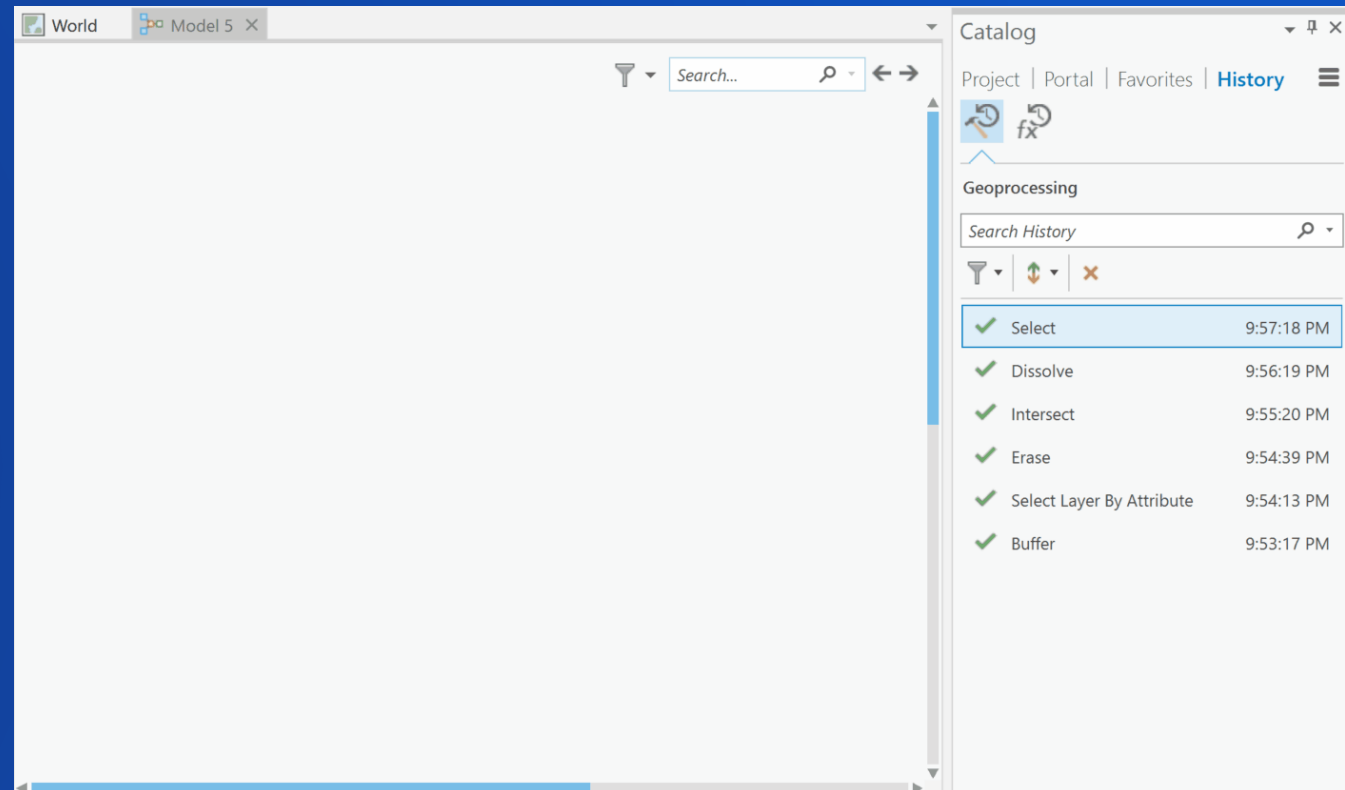 World Model 5
Search...
Catalog
Project Portal Favorites History
fx
Geoprocessing
Search History
Select 9:57:18 PM
Dissolve 9:56:19 PM
Intersect 9:55:20 PM
Erase 9:54:39 PM
Select Layer By Attribute 9:54:13 PM
Buffer 9:53:17 PM